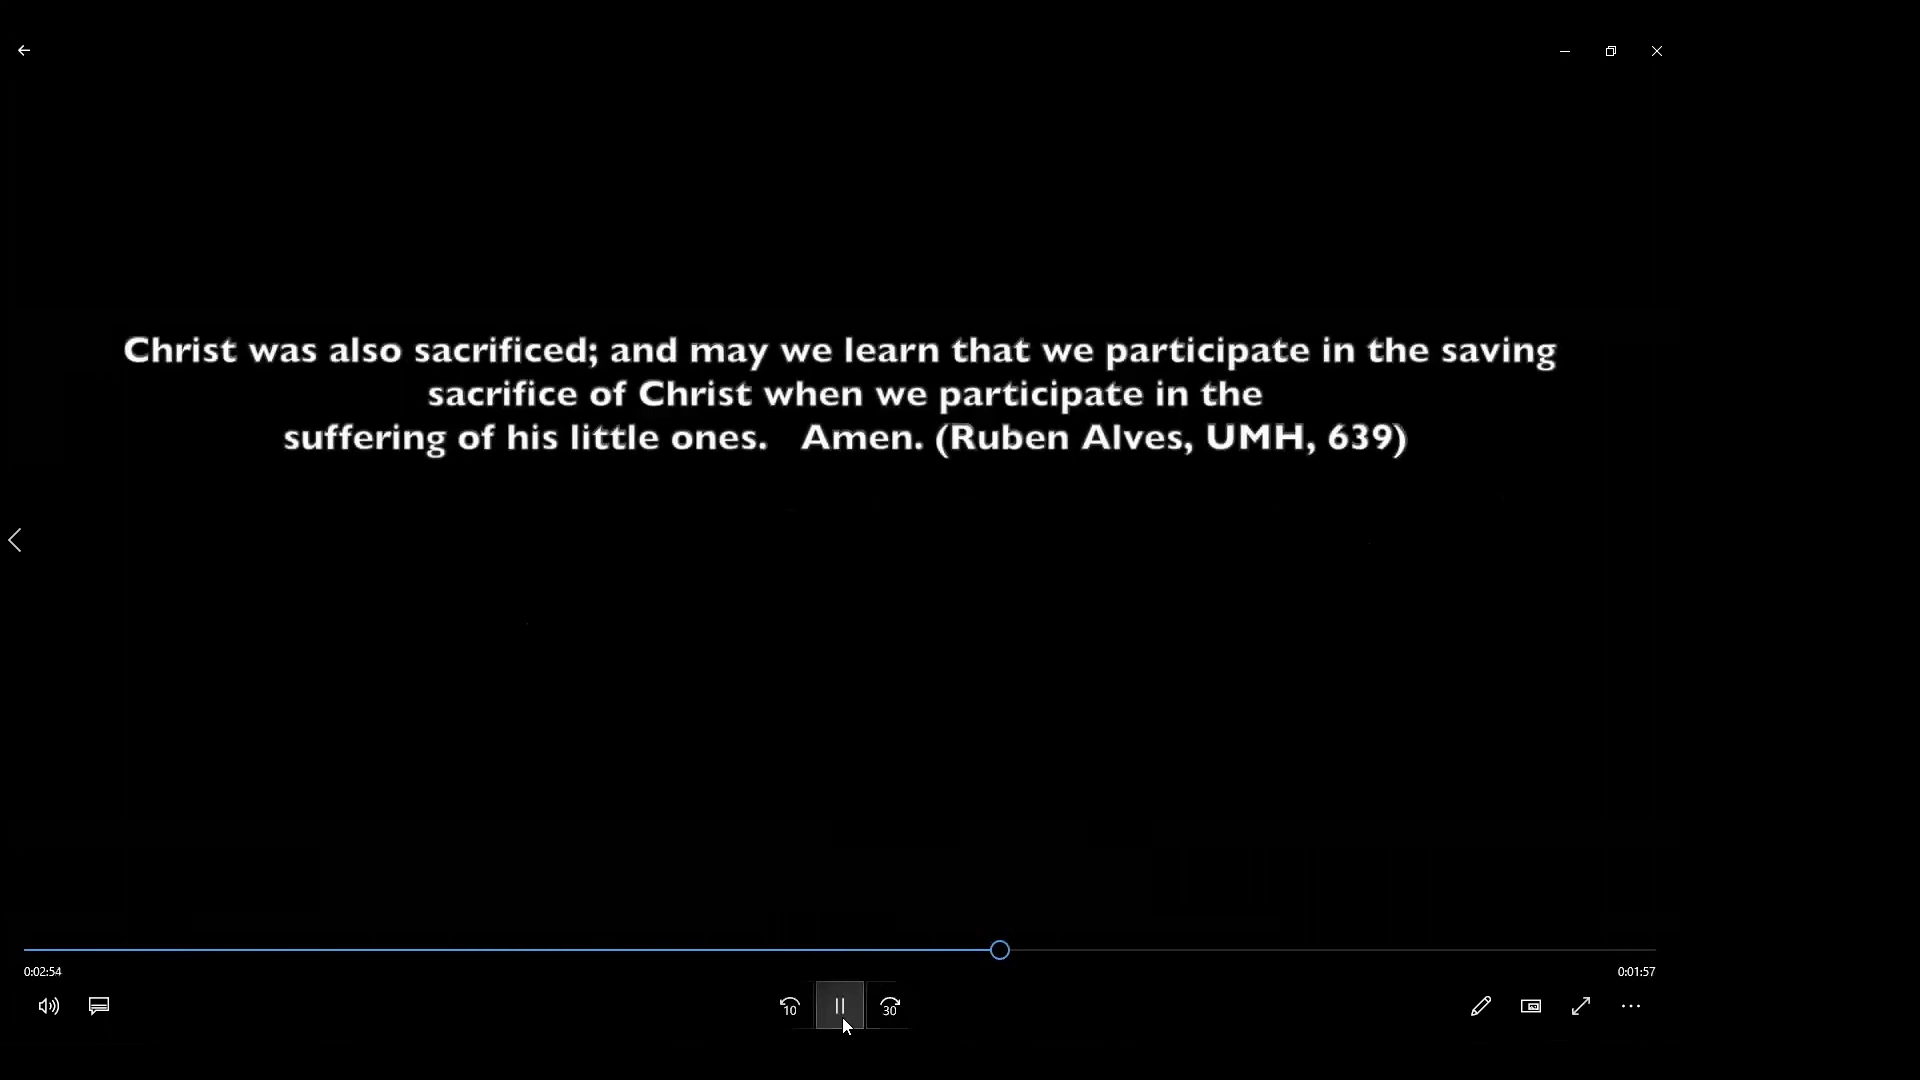 Christ was also sacrificed; and may we learn that we participate in the saving
sacrifice of Christ when we participate in the
suffering of his little ones. Amen. (Ruben Alves, UMH, 639)
0:02:54
0:01:57
10
30